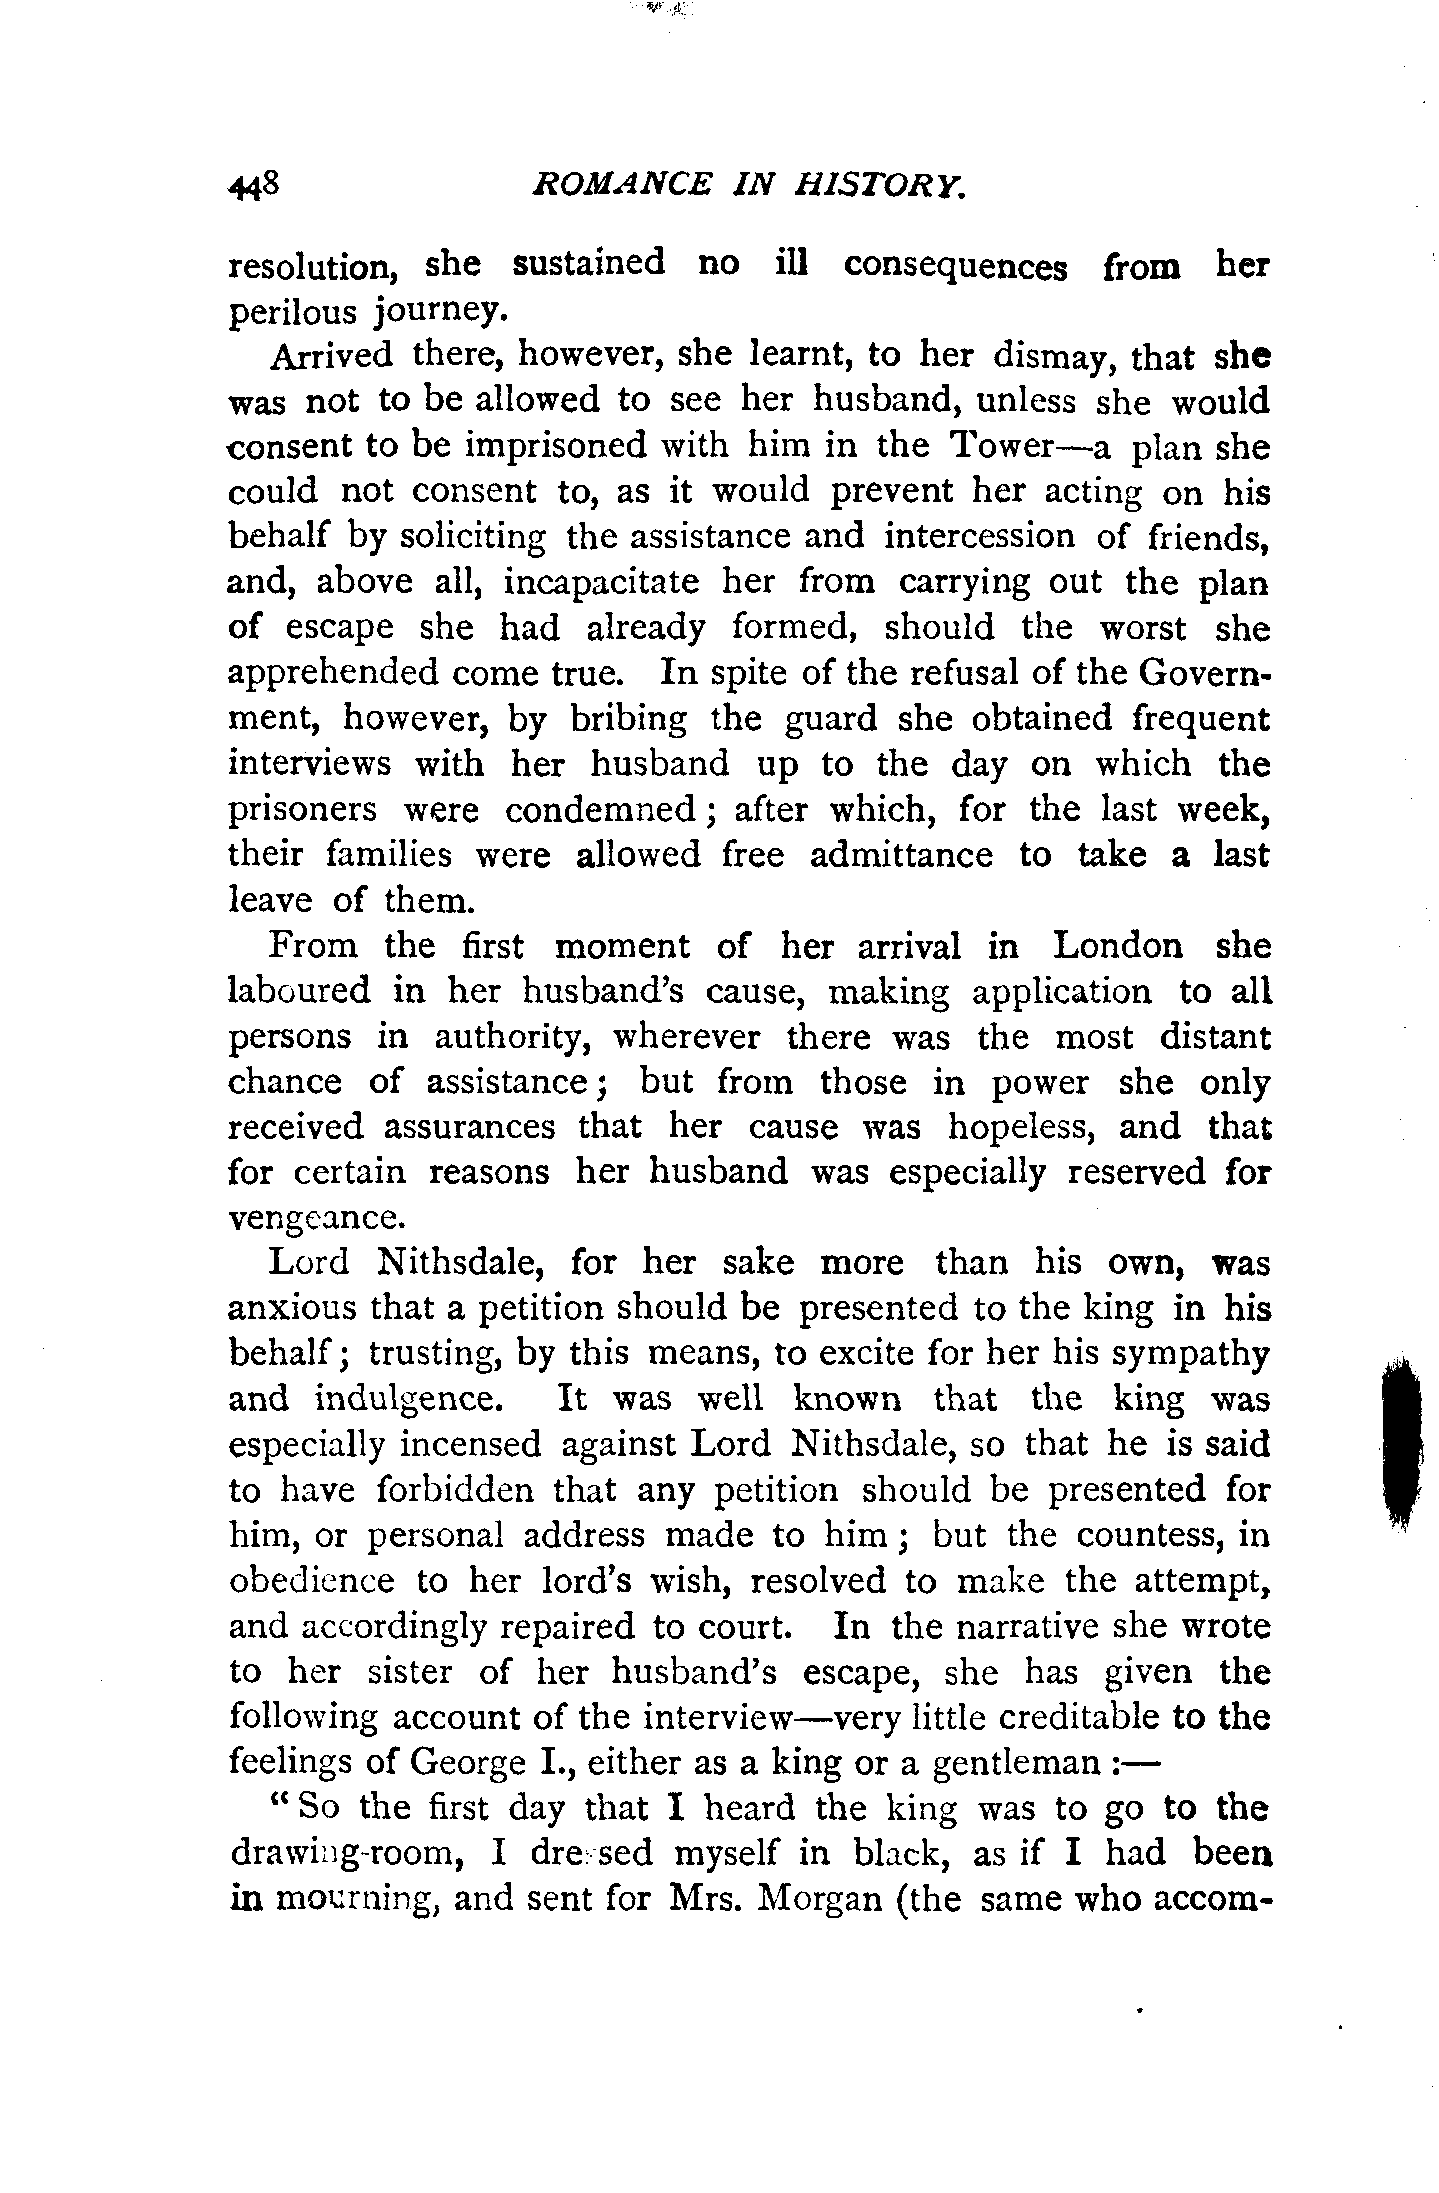 448 ROMANCE IN HISTORY.
resolution, she sustained no ill consequences from her
perilous journey.
Arrived there, however, she learnt, to her dismay, that she
was not to be allowed to see her husband, unless she would
consent to be imprisoned with him in the Tower—a plan she
could not consent to, as it would prevent her acting on his
behalf by soliciting the assistance and intercession of friends,
and, above all, incapacitate her from carrying out the plan
of escape she had already formed, should the worst she
apprehended come true. In spite of the refusal of the Govern-
ment, however, by bribing the guard she obtained frequent
interviews with her husband up to the day on which the
prisoners were condemned; after which, for the last week,
their families were allowed free admittance to take a last
leave of them.
From the first moment of her arrival in London she
laboured in her husband's cause, making application to all
persons in authority, wherever there was the most distant
chance of assistance; but from those in power she only
received assurances that her cause was hopeless, and that
for certain reasons her husband was especially reserved for
vengeance.
Lord Nithsdale, for her sake more than his own, was
anxious that a petition should be presented to the king in his
behalf; trusting, by this means, to excite for her his sympathy
and indulgence. It was well known that the king was
especially incensed against Lord Nithsdale, so that he is said
to have forbidden that any petition should be presented for
him, or personal address made to him; but the countess, in
obedience to her lord's wish, resolved to make the attempt,
and accordingly repaired to court. In the narrative she wrote
to her sister of her husband's escape, she has given the
following account of the interview—very little creditable to the
feelings of George I., either as a king or a gentleman:—
"So the first day that I heard the king was to go to the
drawing-room, I dressed myself in black, as if I had been
in mourning, and sent for Mrs. Morgan (the same who accom-